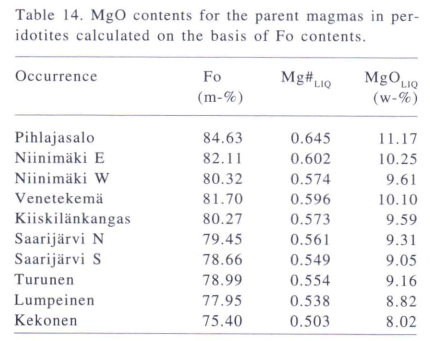 Table 14. MgO contents for the parent magmas in per-
idotites calculated on the basis of Fo contents.
Occurrence Fo Mg#LIQ MgOLIQ
(m-%) (w-%)
Pihlajasalo 84.63 0.645 11.17
Niinimäki E 82.11 0.602 10.25
Niinimäki W 80.32 0.574 9.61
Venetekemä 81.70 0.596 10.10
Kiiskilänkangas 80.27 0.573 9.59
Saarijärvi N 79.45 0.561 9.31
Saarijärvi S 78.66 0.549 9.05
Turunen 78.99 0.554 9.16
Lumpeinen 77.95 0.538 8.82
Kekonen 75.40 0.503 8.02